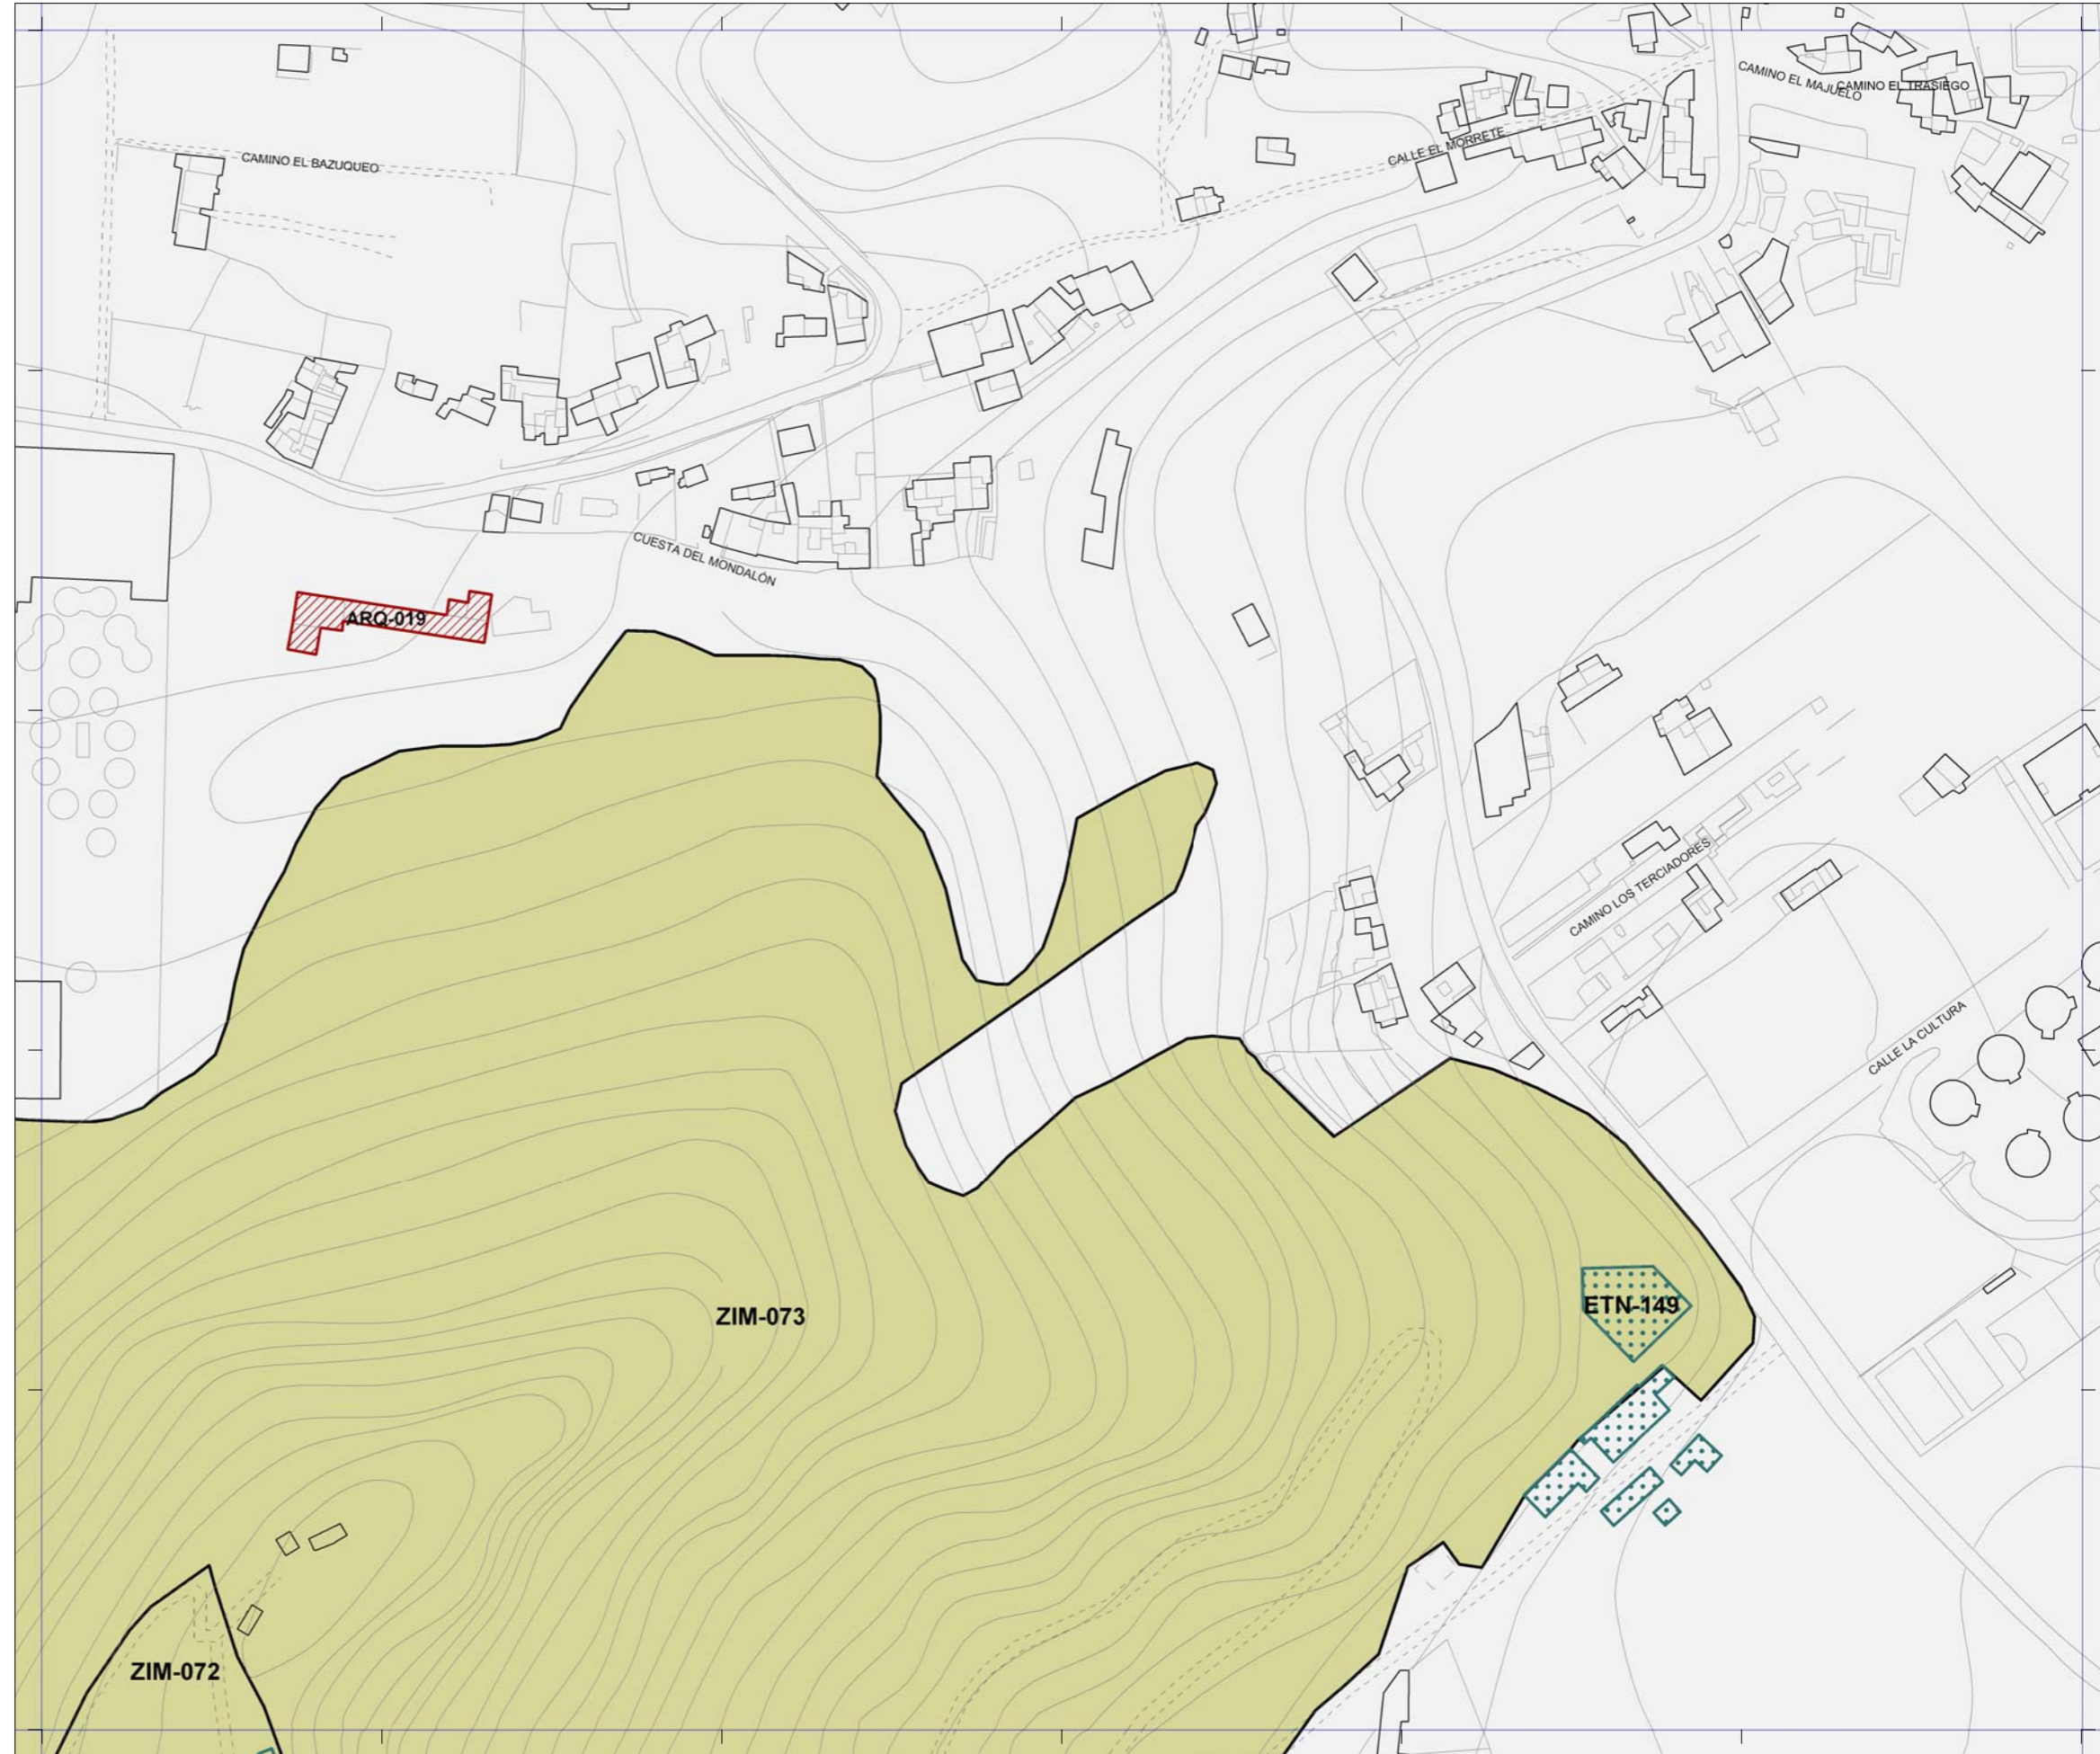 CAMINO EL MAJUELO
CAMINO EL TRASIEGO
CALLE EL MORRETE
CAMINO EL BAZUQUEO
CUESTA DEL MONDALÓN
ARQ-019
CAMINO LOS TERCIADORES
CALLE LA CULTURA
ZIM-073
ETN-149
ZIM-072